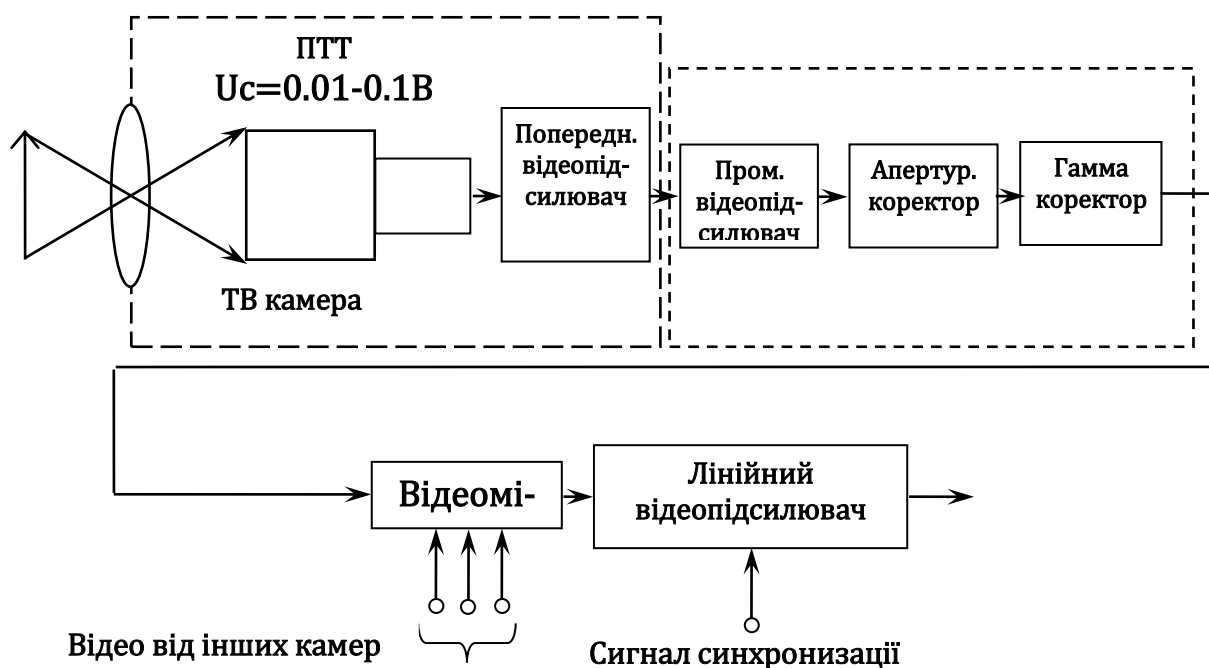 ПТТ
Uc=0.01-0.1В
Попередн.
відеопід-
силювач
Пром.
відеопід-
силювач
Апертур.
коректор
Гамма
коректор
ТВ камера
Відеомі-
Лінійний
відеопідсилювач
Відео від інших камер
Сигнал синхронизації